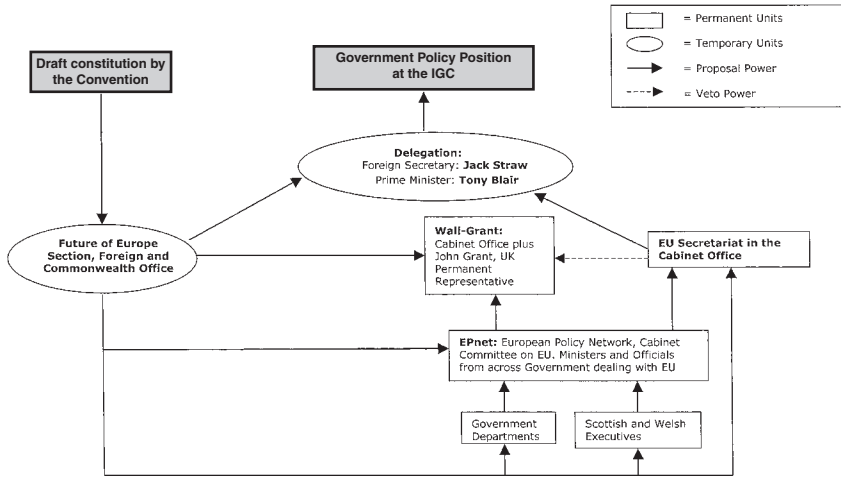 = Permanent Units
= Temporary Units
= Proposal Power
= Veto Power
Draft constitution by
the Convention
Government Policy Position
at the IGC
Delegation:
Foreign Secretary: Jack Straw
Prime Minister: Tony Blair
Future of Europe
Section, Foreign and
Commonwealth Office
Wall-Grant:
Cabinet Office plus
John Grant, UK
Permanent
Representative
EU Secretariat in the
Cabinet Office
EPnet: European Policy Network, Cabinet
Committee on EU. Ministers and Officials
from across Government dealing with EU
Government
Departments
Scottish and Welsh
Executives